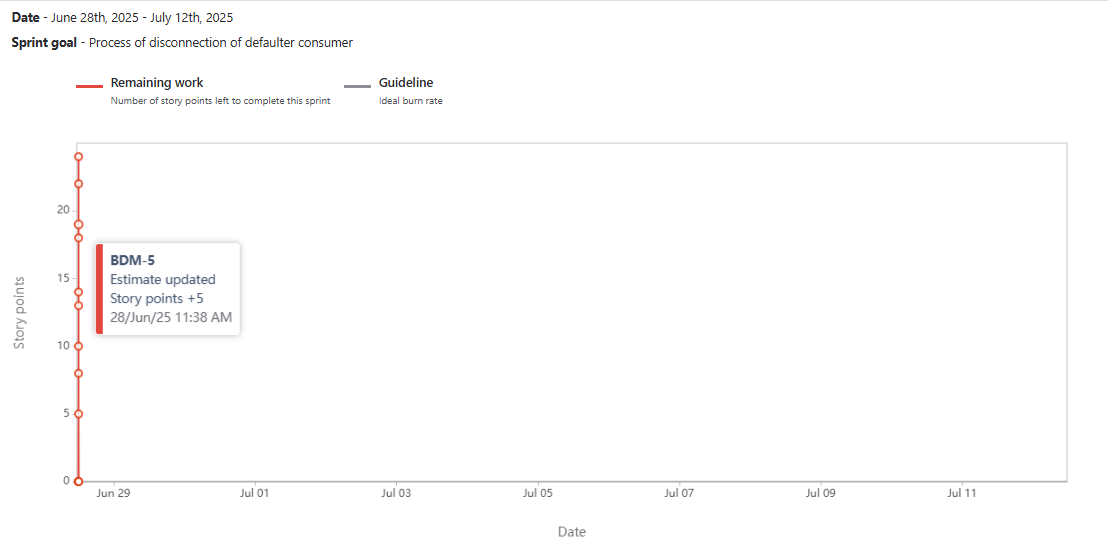 Date - June 28th, 2025 - July 12th, 2025
Sprint goal - Process of disconnection of defaulter consumer
Remaining work
Number of story points left to complete this sprint
Guideline
Ideal burn rate
Story points
20
15
10
5
0
BDM-5
Estimate updated
Story points +5
28/Jun/25 11:38 AM
Jun 29
Jul 01
Jul 03
Jul 05
Jul 07
Jul 09
Jul 11
Date